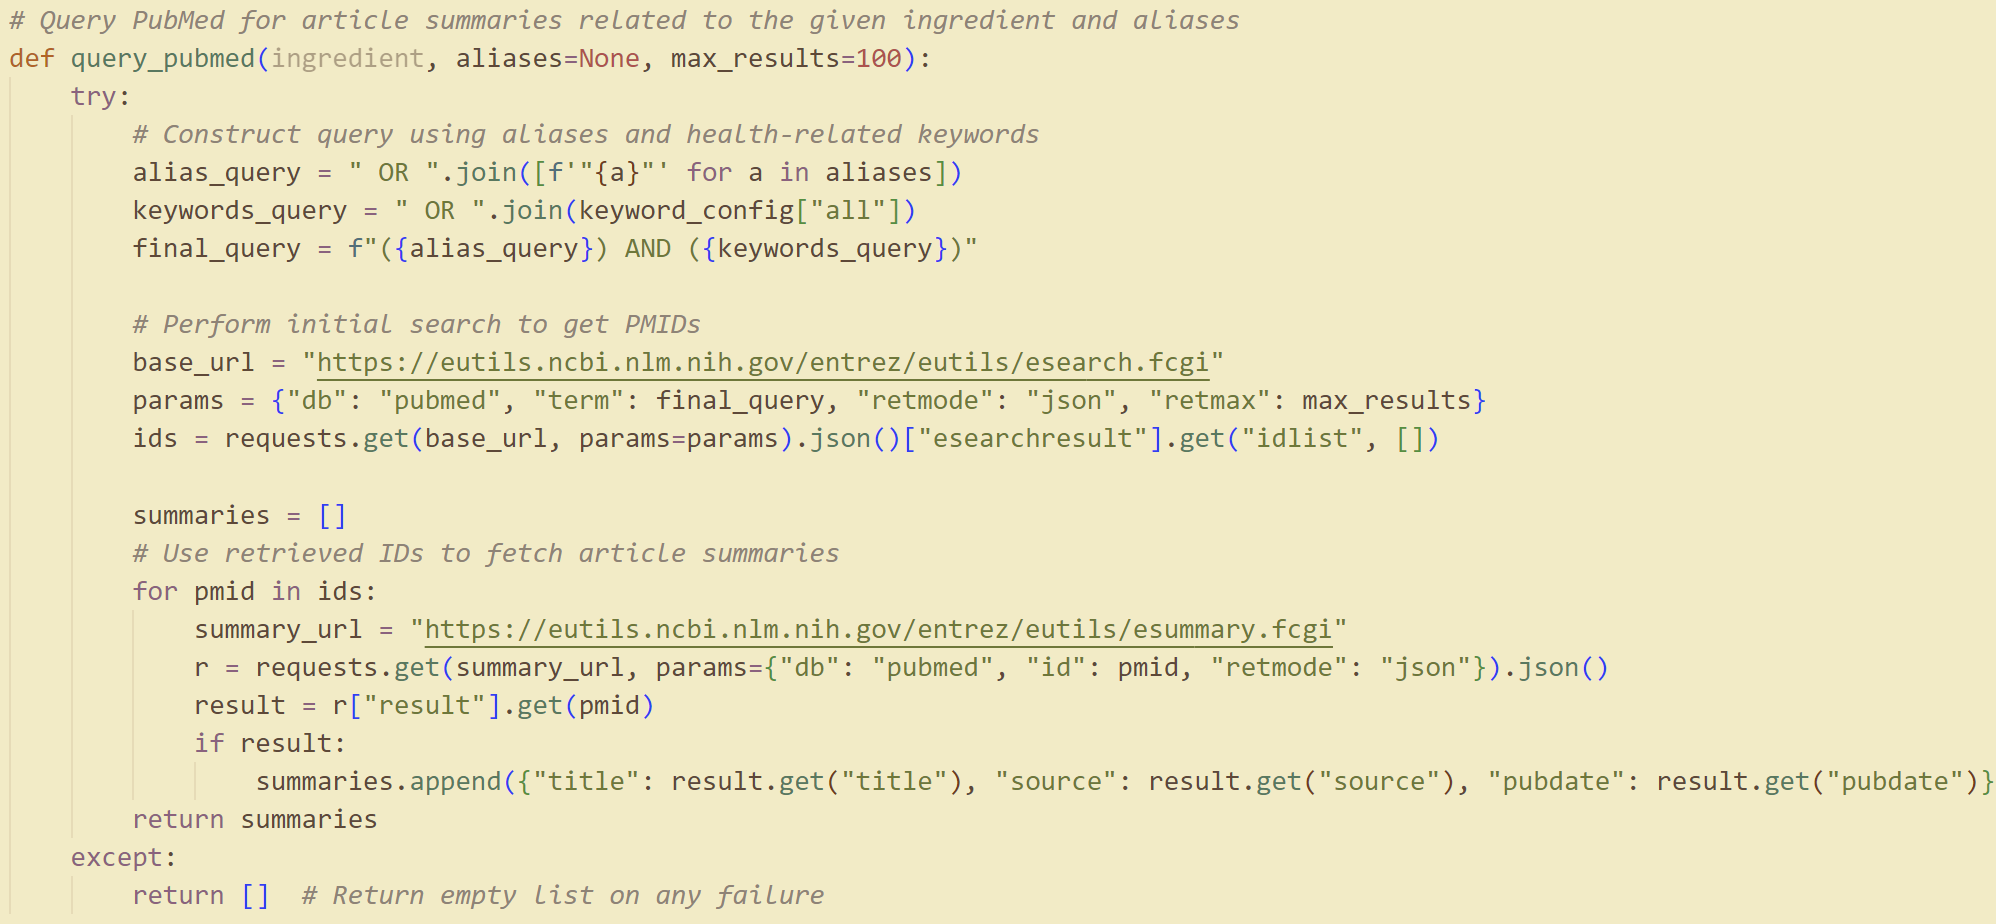 # Query PubMed for article summaries related to the given ingredient and aliases
def query_pubmed(ingredient, aliases=None, max_results=100):
    try:
        # Construct query using aliases and health-related keywords
        alias_query = " OR ".join([f'"{a}"' for a in aliases])
        keywords_query = " OR ".join(keyword_config["all"])
        final_query = f"({alias_query}) AND ({keywords_query})"

        # Perform initial search to get PMIDs
        base_url = "https://eutils.ncbi.nlm.nih.gov/entrez/eutils/esearch.fcgi"
        params = {"db": "pubmed", "term": final_query, "retmode": "json", "retmax": max_results}
        ids = requests.get(base_url, params=params).json()["esearchresult"].get("idlist", [])

        summaries = []
        # Use retrieved IDs to fetch article summaries
        for pmid in ids:
            summary_url = "https://eutils.ncbi.nlm.nih.gov/entrez/eutils/esummary.fcgi"
            r = requests.get(summary_url, params={"db": "pubmed", "id": pmid, "retmode": "json"}).json()
            result = r["result"].get(pmid)
            if result:
                summaries.append({"title": result.get("title"), "source": result.get("source"), "pubdate": result.get("pubdate")}
        return summaries
    except:
        return []  # Return empty list on any failure